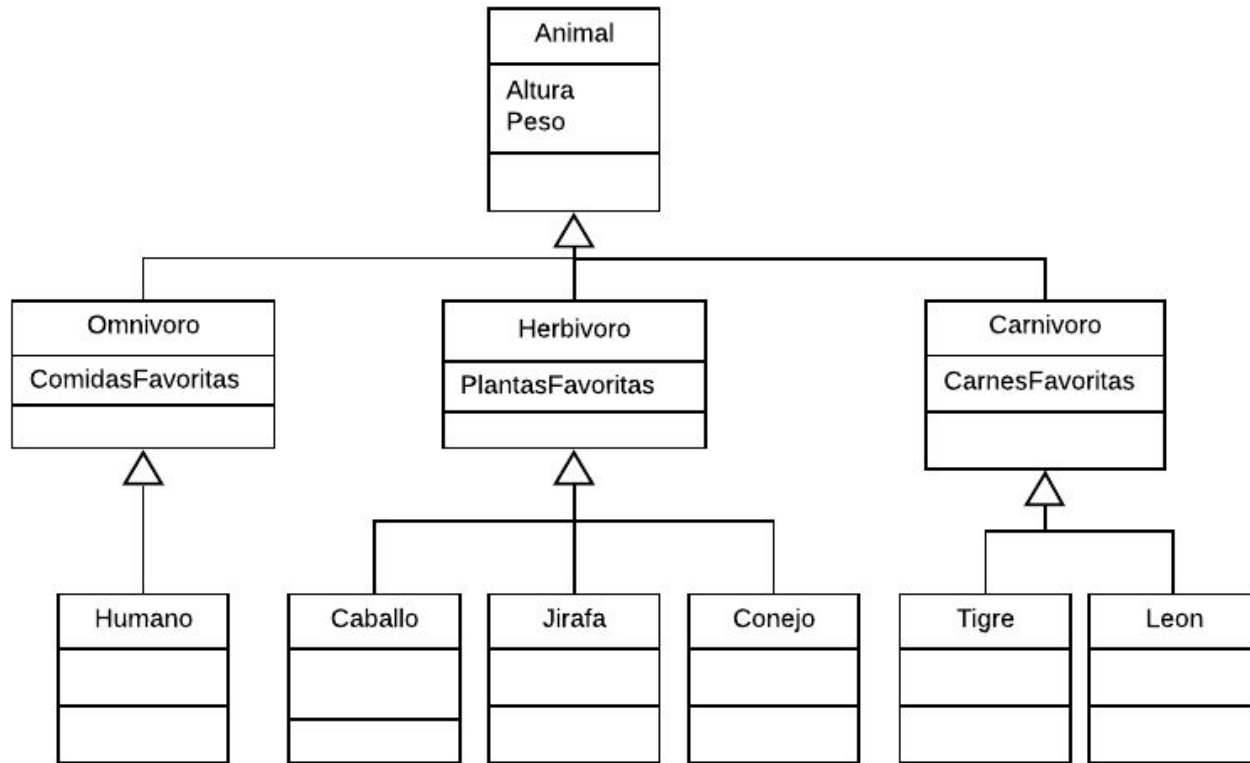 Animal
Altura
Peso
Omnivoro
ComidasFavoritas
Herbivoro
PlantasFavoritas
Carnivoro
CarnesFavoritas
Humano
Caballo
Jirafa
Conejo
Tigre
Leon